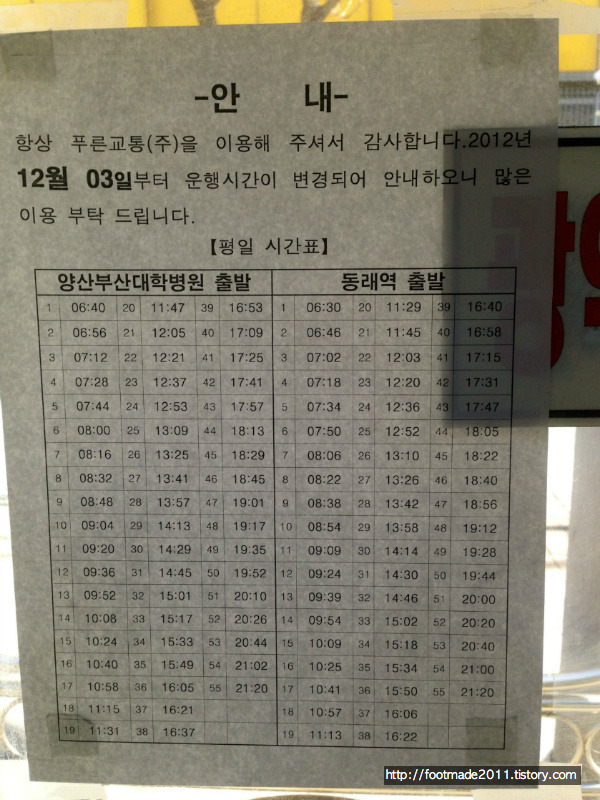 -안 내-
항상 푸른교통(주)을 이용해 주셔서 감사합니다.2012년
12월 03일부터 운행시간이 변경되어 안내하오니 많은
이용 부탁 드립니다.
【평일 시간표】
양산부산대학병원 출발 동래역 출발
1 06:40 20 11:47 39 16:53 1 06:30 20 11:29 39 16:40
2 06:56 21 12:05 40 17:09 2 06:46 21 11:45 40 16:58
3 07:12 22 12:21 41 17:25 3 07:02 22 12:03 41 17:15
4 07:28 23 12:37 42 17:41 4 07:18 23 12:20 42 17:31
5 07:44 24 12:53 43 17:57 5 07:34 24 12:36 43 17:47
6 08:00 25 13:09 44 18:13 6 07:50 25 12:52 44 18:05
7 08:16 26 13:25 45 18:29 7 08:06 26 13:10 45 18:22
8 08:32 27 13:41 46 18:45 8 08:22 27 13:26 46 18:40
9 08:48 28 13:57 47 19:01 9 08:38 28 13:42 47 18:56
10 09:04 29 14:13 48 19:17 10 08:54 29 13:58 48 19:12
11 09:20 30 14:29 49 19:35 11 09:09 30 14:14 49 19:28
12 09:36 31 14:45 50 19:52 12 09:24 31 14:30 50 19:44
13 09:52 32 15:01 51 20:10 13 09:39 32 14:46 51 20:00
14 10:08 33 15:17 52 20:26 14 09:54 33 15:02 52 20:20
15 10:24 34 15:33 53 20:44 15 10:09 34 15:18 53 20:40
16 10:40 35 15:49 54 21:02 16 10:25 35 15:34 54 21:00
17 10:58 36 16:05 55 21:20 17 10:41 36 15:50 55 21:20
18 11:15 37 16:21 18 10:57 37 16:06
19 11:31 38 16:37 19 11:13 38 16:22
http://footmade2011.tistory.com